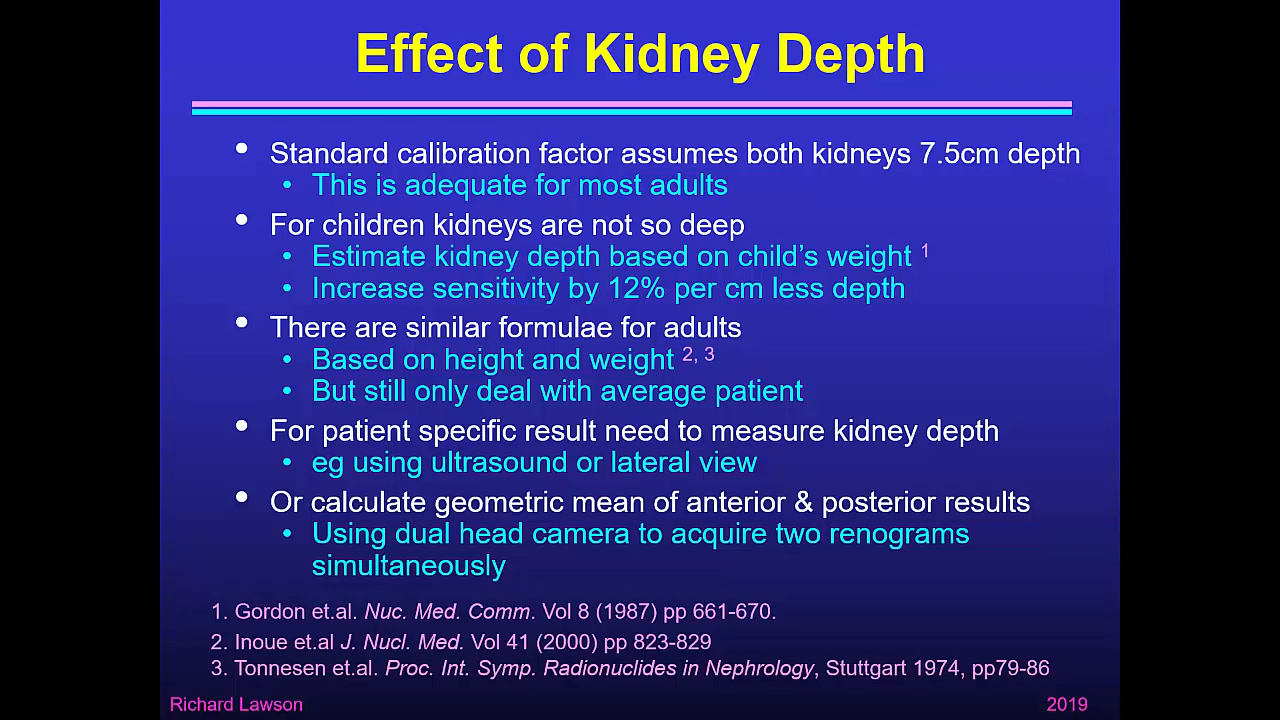 Effect of Kidney Depth
• Standard calibration factor assumes both kidneys 7.5cm depth
• This is adequate for most adults
• For children kidneys are not so deep
• Estimate kidney depth based on child's weight 1
• Increase sensitivity by 12% per cm less depth
• There are similar formulae for adults
• Based on height and weight 2, 3
• But still only deal with average patient
• For patient specific result need to measure kidney depth
• eg using ultrasound or lateral view
• Or calculate geometric mean of anterior & posterior results
• Using dual head camera to acquire two renograms
simultaneously
1. Gordon et.al. Nuc. Med. Comm. Vol 8 (1987) pp 661-670.
2. Inoue et.al J. Nucl. Med. Vol 41 (2000) pp 823-829
3. Tonnesen et.al. Proc. Int. Symp. Radionuclides in Nephrology, Stuttgart 1974, pp79-86
Richard Lawson 2019